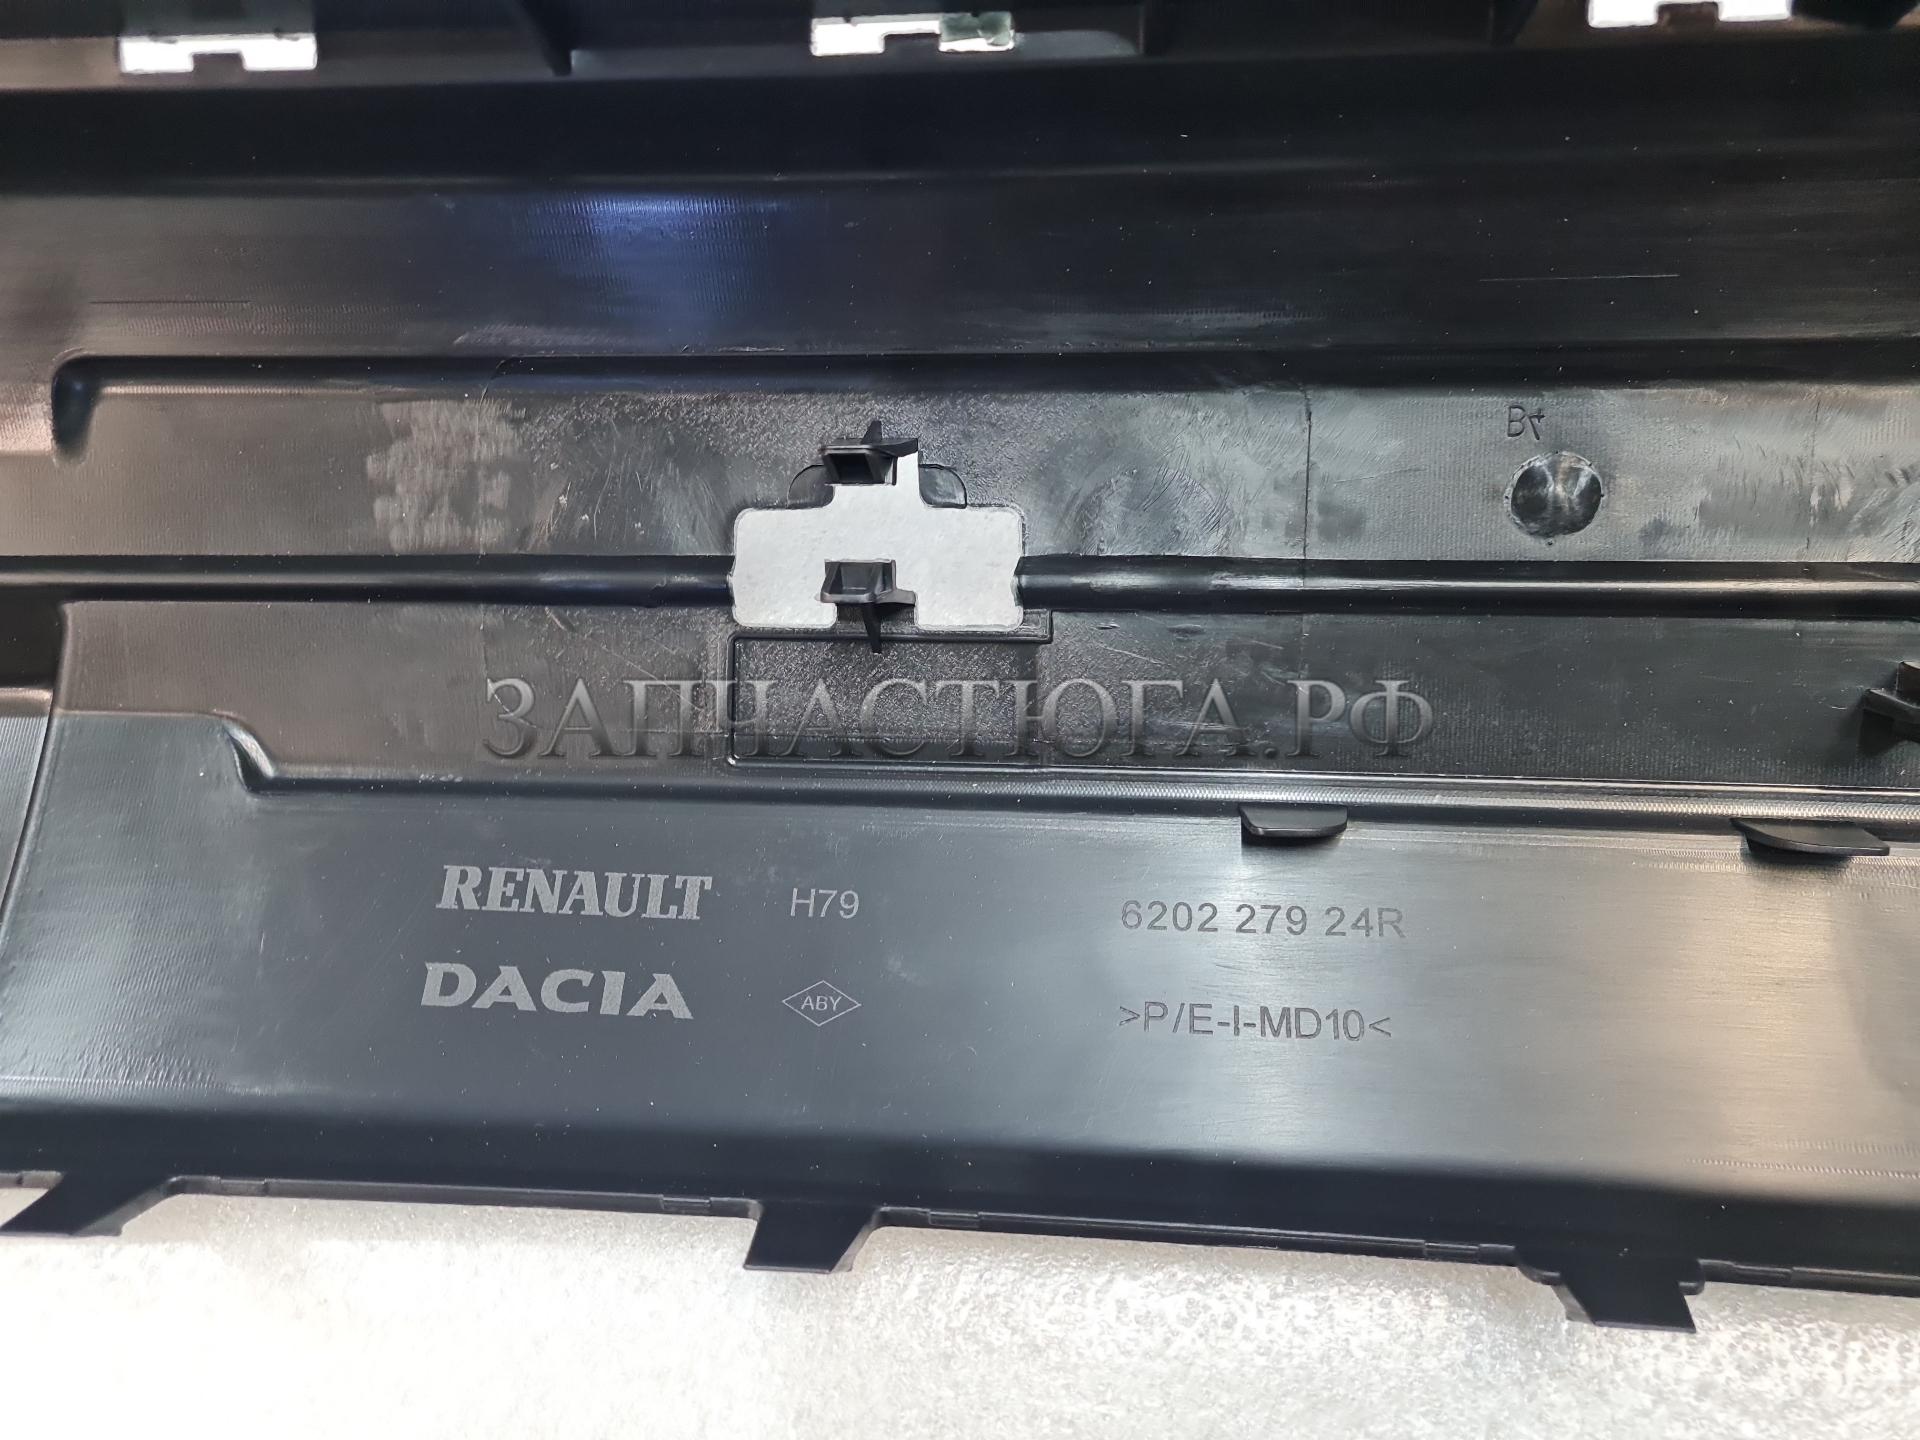 ЗАПЧАСТЮГА.РФ
RENAULT H79 6202 279 24R
DACIA ABY >P/E-I-MD10<